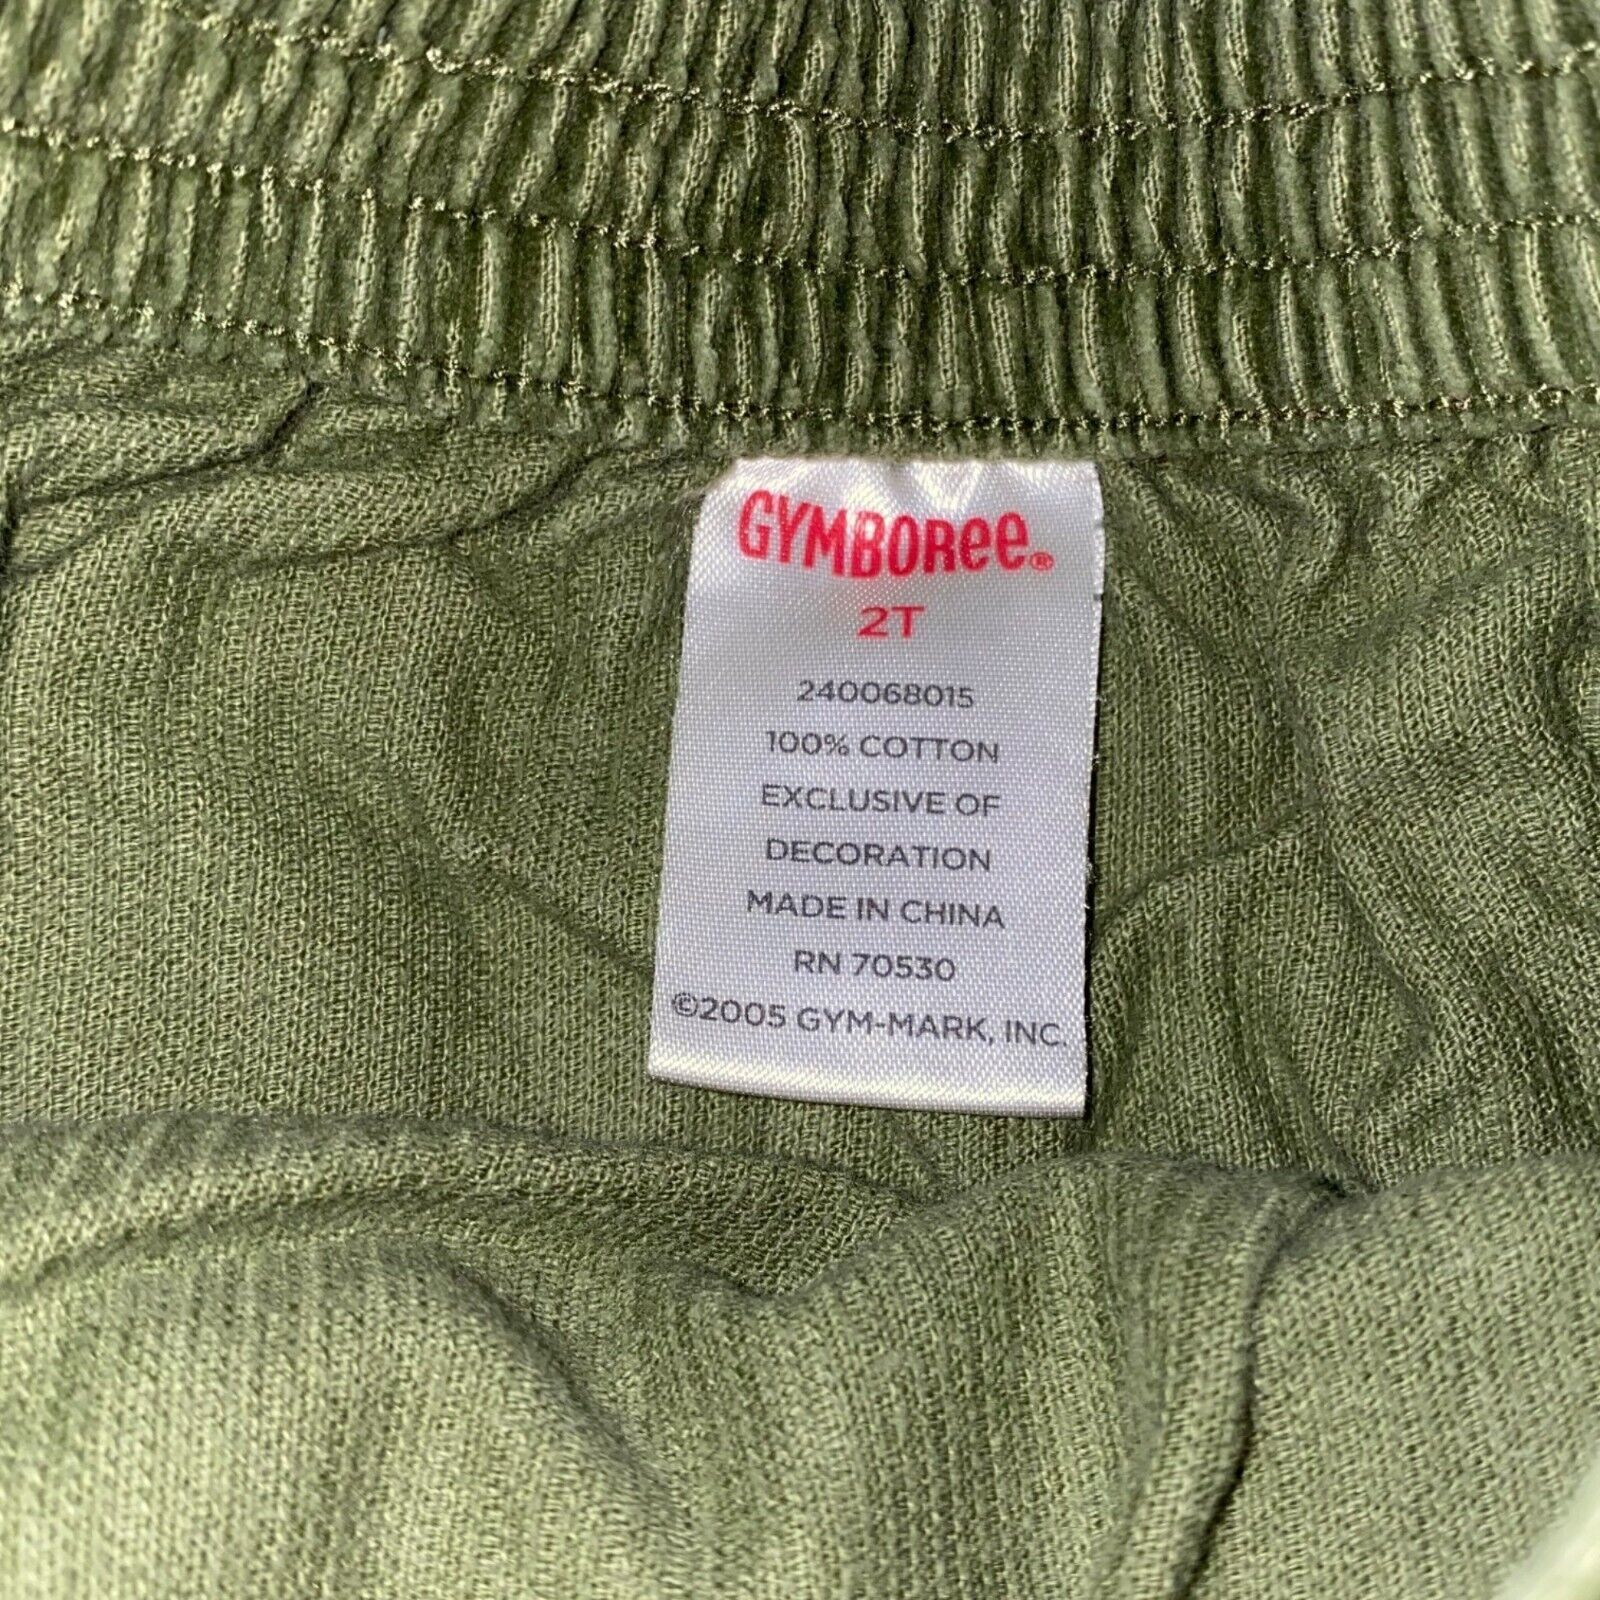 GYMBOREE®
2T
240068015
100% COTTON
EXCLUSIVE OF
DECORATION
MADE IN CHINA
RN 70530
©2005 GYM-MARK, INC.